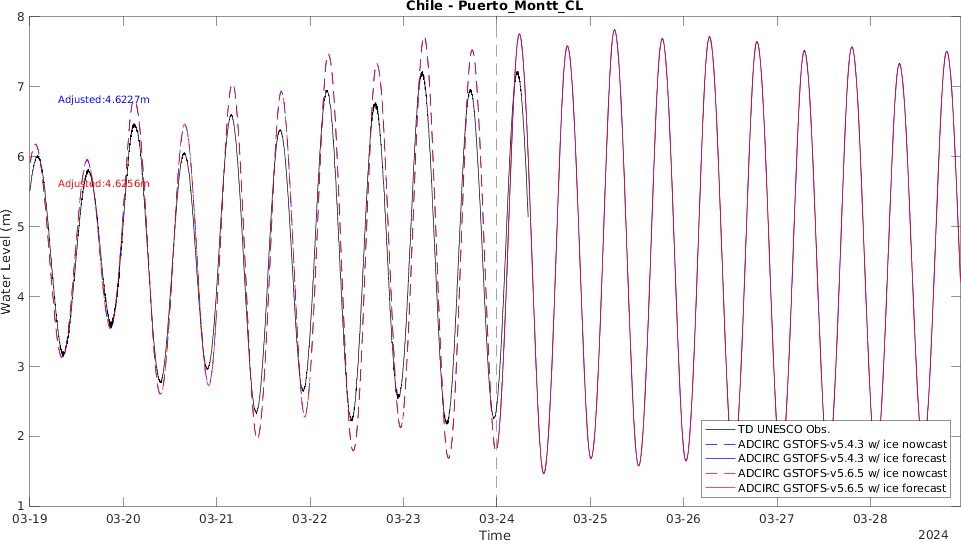 Chile - Puerto_Montt_CL
8
7
6
5
4
3
2
1
Water Level (m)
Adjusted:4.6227m
Adjusted:4.6256m
TD UNESCO Obs.
ADCIRC GSTOFS-v5.4.3 w/ ice nowcast
ADCIRC GSTOFS-v5.4.3 w/ ice forecast
ADCIRC GSTOFS-v5.6.5 w/ ice nowcast
ADCIRC GSTOFS-v5.6.5 w/ ice forecast
03-19 03-20 03-21 03-22 03-23 03-24 03-25 03-26 03-27 03-28
Time
2024